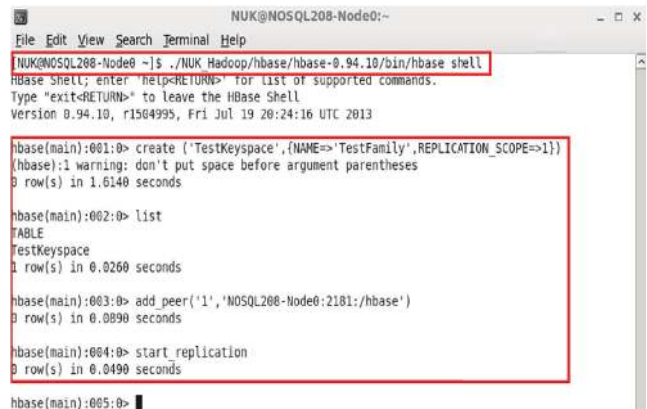 NUK@NOSQL208-Node0:~
File Edit View Search Terminal Help
[NUK@NOSQL208-Node0 ~]$ ./NUK_Hadoop/hbase/hbase-0.94.10/bin/hbase shell
HBase Shell; enter 'help<RETURN>' for list of supported commands.
Type "exit<RETURN>" to leave the HBase Shell
Version 0.94.10, r1504995, Fri Jul 19 20:24:16 UTC 2013
hbase(main):001:0> create ('TestKeyspace',{NAME=>'TestFamily',REPLICATION_SCOPE=>1})
(hbase):1 warning: don't put space before argument parentheses
0 row(s) in 1.6140 seconds
hbase(main):002:0> list
TABLE
TestKeyspace
1 row(s) in 0.0260 seconds
hbase(main):003:0> add_peer('1','NOSQL208-Node0:2181:/hbase')
0 row(s) in 0.0890 seconds
hbase(main):004:0> start_replication
0 row(s) in 0.0490 seconds
hbase(main):005:0>